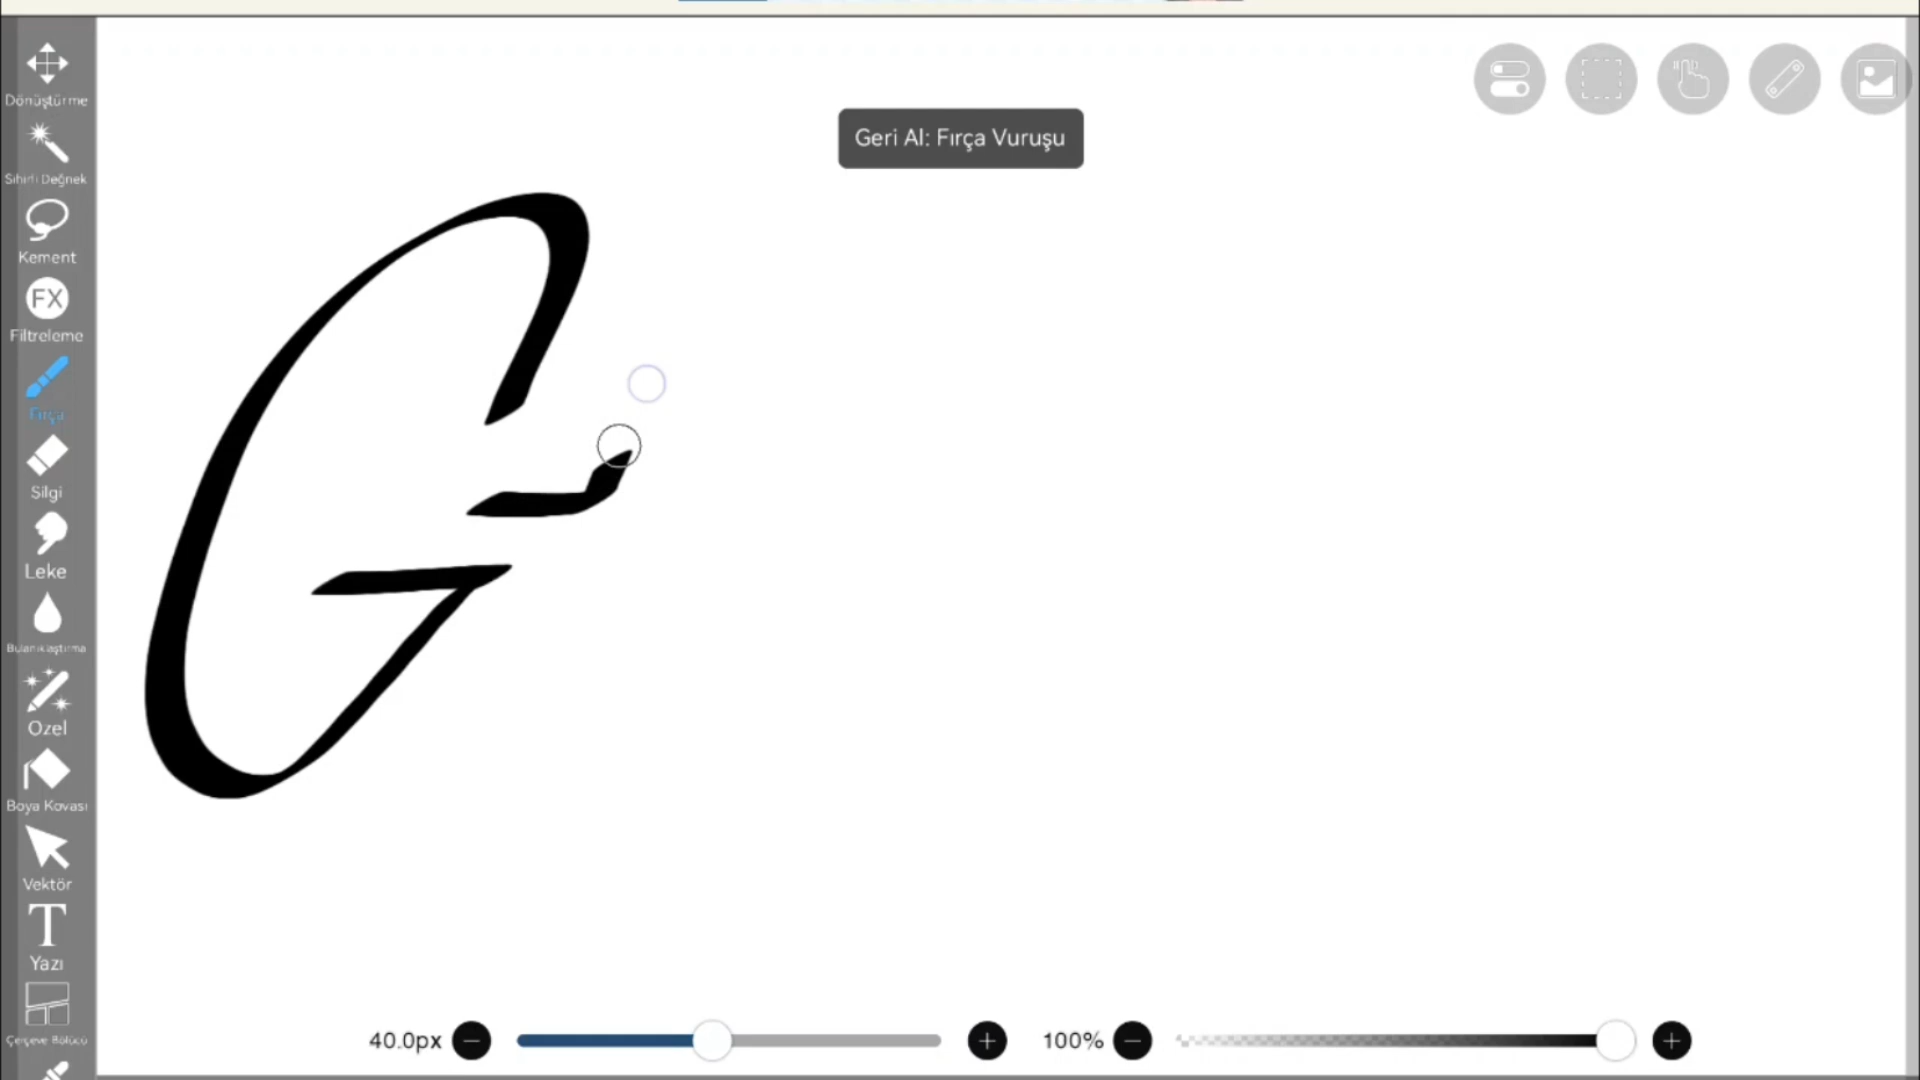 Dönüştürme
Sihirli Değnek
Kement
FX
Filtreleme
Fırça
Silgi
Leke
Bulanıklaştırma
Özel
Boya Kovası
Vektör
T
Yazı
Çerçeve Bölücü
Geri Al: Fırça Vuruşu
G
40.0px
100%